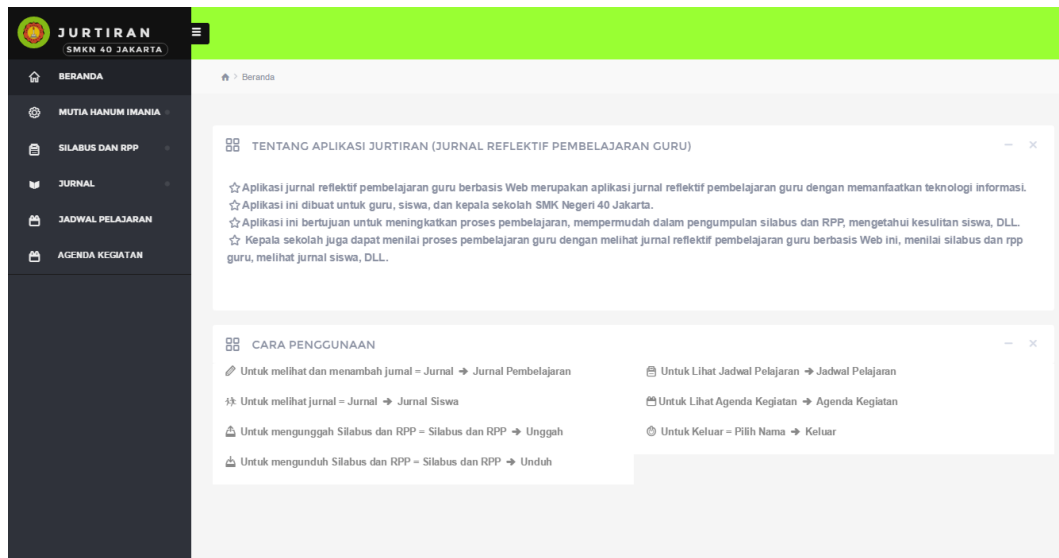 JURTIRAN
SMKN 40 JAKARTA
BERANDA
MUTIA HANUM IMANIA
SILABUS DAN RPP
JURNAL
JADWAL PELAJARAN
AGENDA KEGIATAN
> Beranda
TENTANG APLIKASI JURTIRAN (JURNAL REFLEKTIF PEMBELAJARAN GURU)
Aplikasi jurnal reflektif pembelajaran guru berbasis Web merupakan aplikasi jurnal reflektif pembelajaran guru dengan memanfaatkan teknologi informasi.
Aplikasi ini dibuat untuk guru, siswa, dan kepala sekolah SMK Negeri 40 Jakarta.
Aplikasi ini bertujuan untuk meningkatkan proses pembelajaran, mempermudah dalam pengumpulan silabus dan RPP, mengetahui kesulitan siswa, DLL.
Kepala sekolah juga dapat menilai proses pembelajaran guru dengan melihat jurnal reflektif pembelajaran guru berbasis Web ini, menilai silabus dan rpp
guru, melihat jurnal siswa, DLL.
CARA PENGGUNAAN
Untuk melihat dan menambah jurnal = Jurnal ➔ Jurnal Pembelajaran
Untuk melihat jurnal = Jurnal ➔ Jurnal Siswa
Untuk mengunggah Silabus dan RPP = Silabus dan RPP ➔ Unggah
Untuk mengunduh Silabus dan RPP = Silabus dan RPP ➔ Unduh
Untuk Lihat Jadwal Pelajaran ➔ Jadwal Pelajaran
Untuk Lihat Agenda Kegiatan ➔ Agenda Kegiatan
Untuk Keluar = Pilih Nama ➔ Keluar